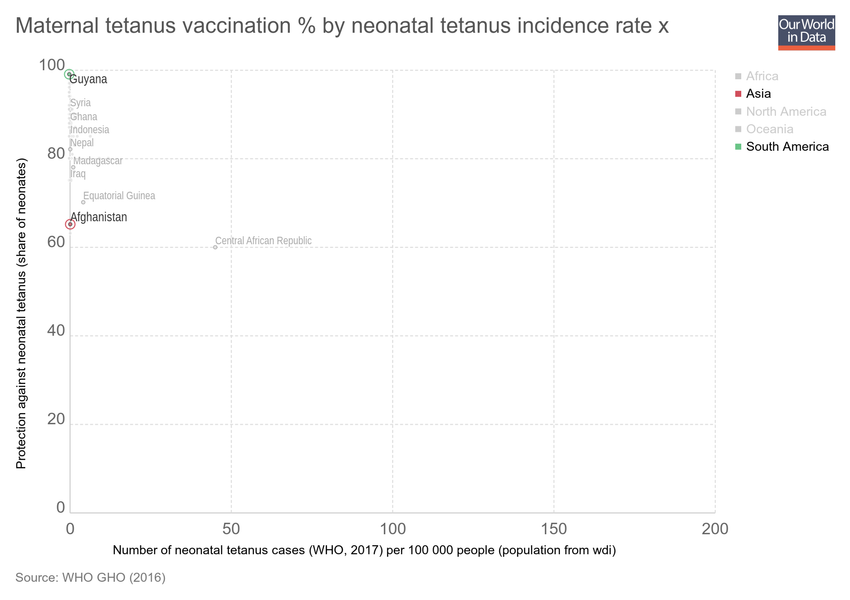 Maternal tetanus vaccination % by neonatal tetanus incidence rate x
Our World
in Data
Protection against neonatal tetanus (share of neonates)
100
80
60
40
20
0
Guyana
Syria
Ghana
Indonesia
Nepal
Madagascar
Iraq
Equatorial Guinea
Afghanistan
Central African Republic
0
50
100
150
200
Number of neonatal tetanus cases (WHO, 2017) per 100 000 people (population from wdi)
Africa
Asia
North America
Oceania
South America
Source: WHO GHO (2016)